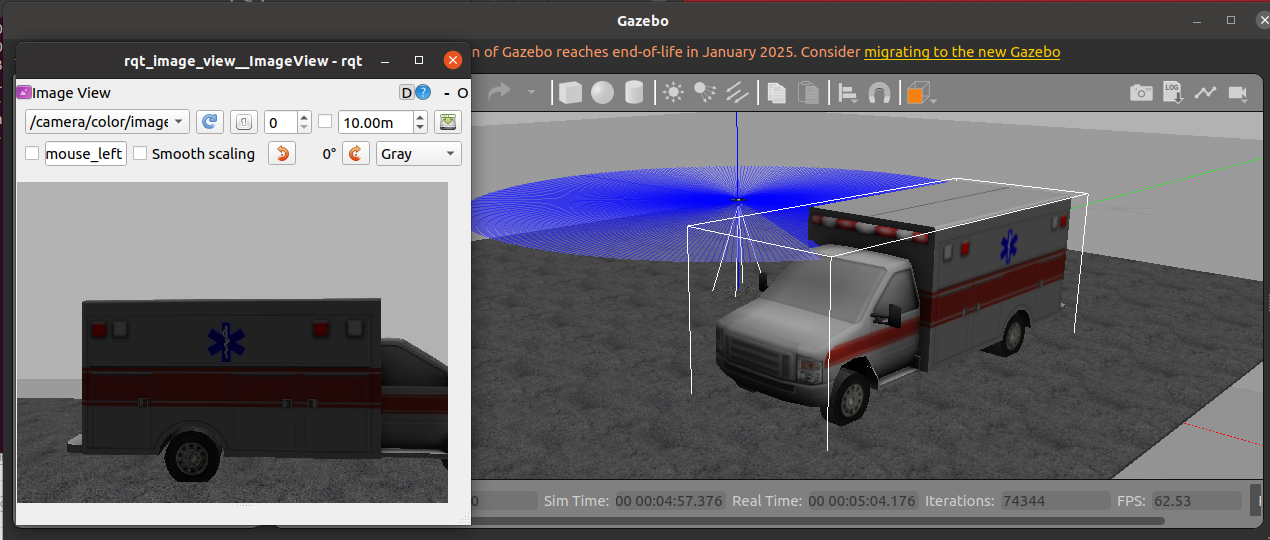 Gazebo
rqt_image_view__ImageView - rqt
n of Gazebo reaches end-of-life in January 2025. Consider migrating to the new Gazebo
Image View
D
?
- O
/camera/color/image
0
10.00m
LOG
mouse_left
Smooth scaling
0°
Gray
0
Sim Time: 00 00:04:57.376
Real Time: 00 00:05:04.176
Iterations: 74344
FPS: 62.53